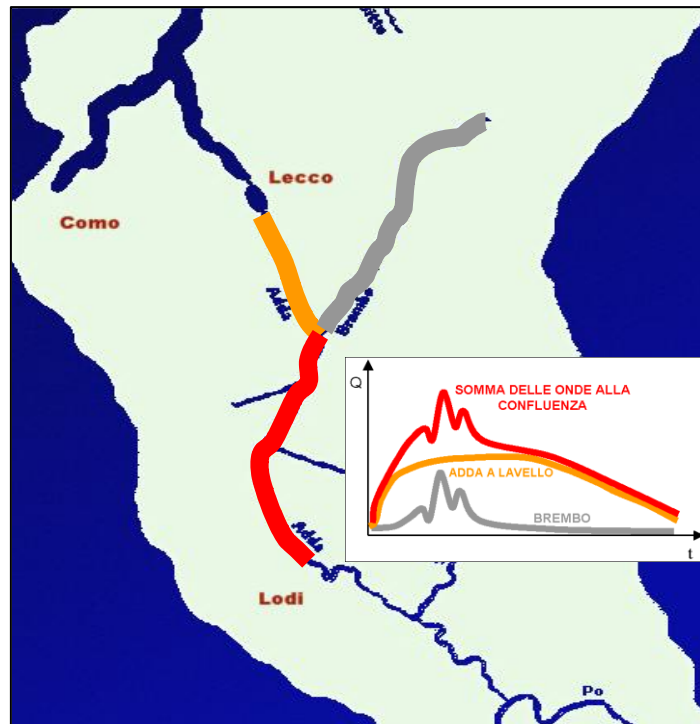 Lecco
Como
Adda
Brembo
Q
SOMMA DELLE ONDE ALLA
CONFLUENZA
ADDA A LAVELLO
BREMBO
t
Adda
Lodi
Po